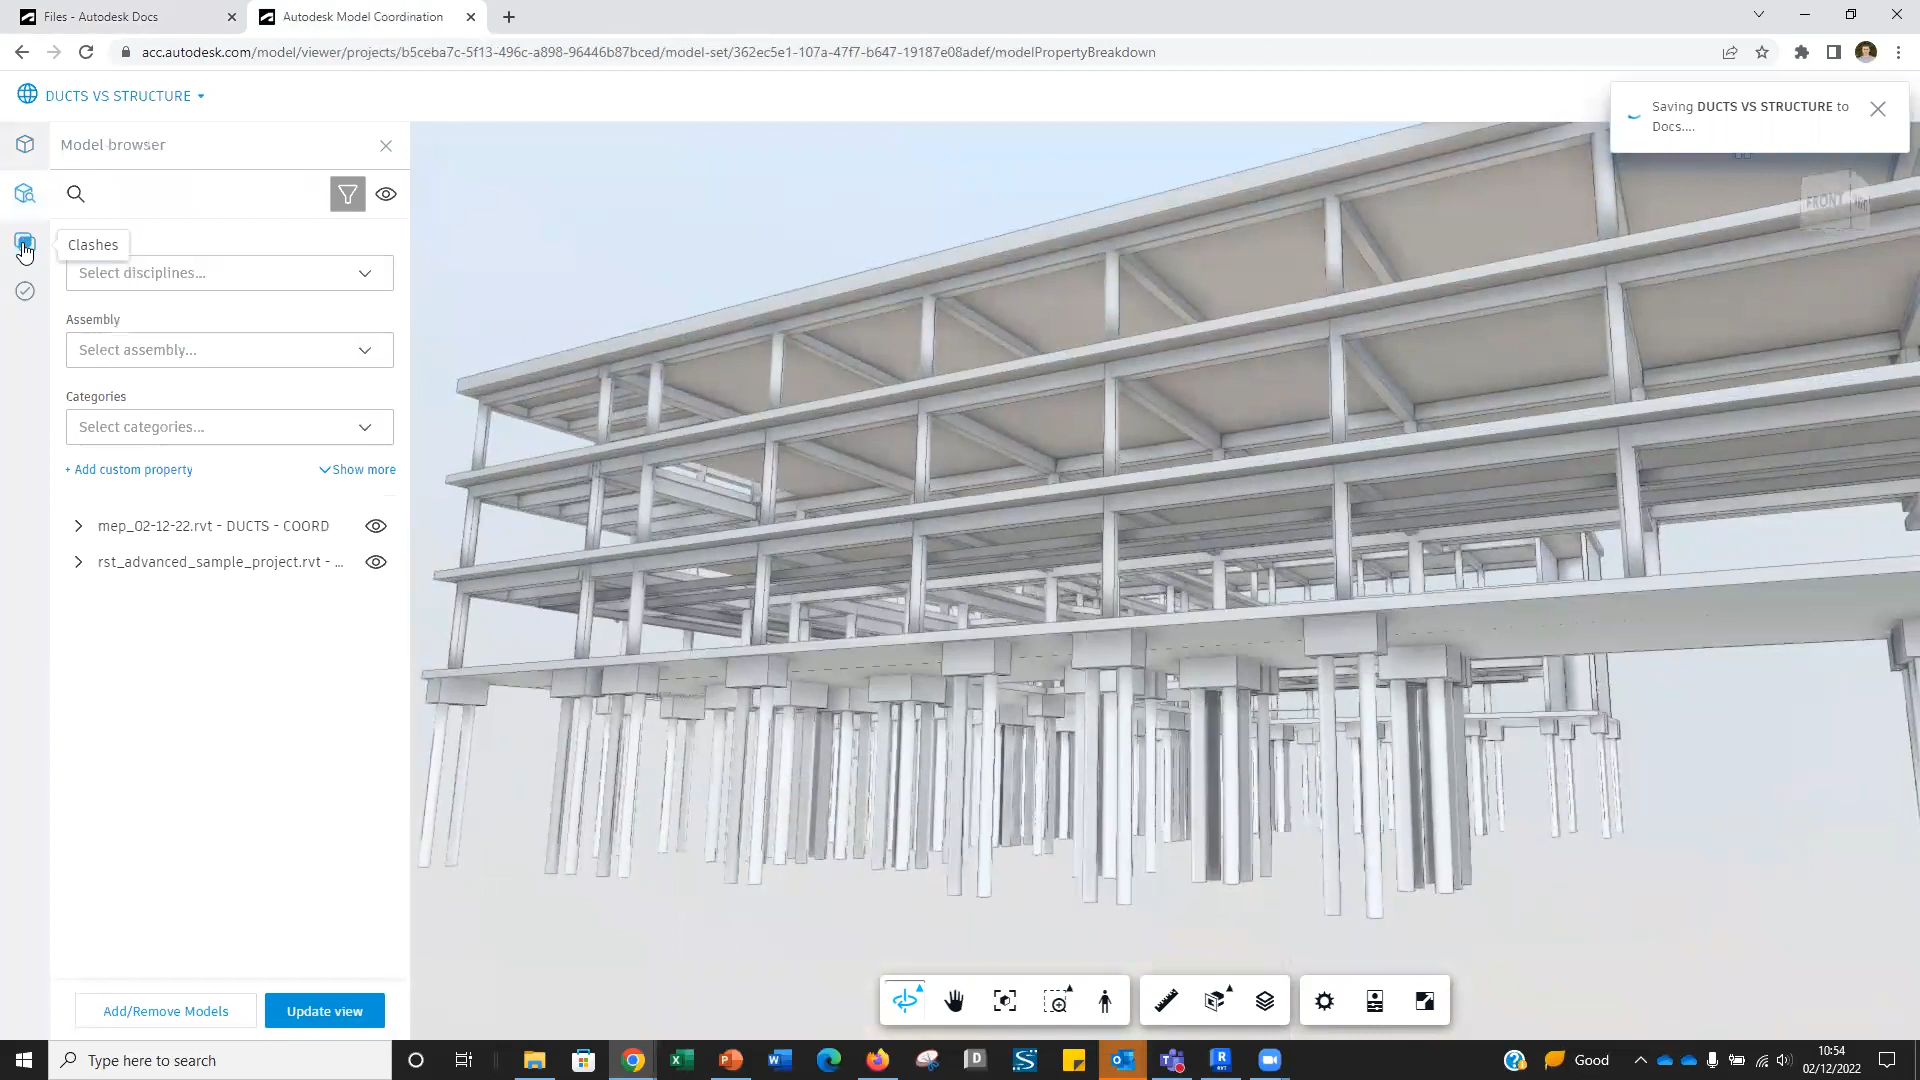 Files - Autodesk Docs
Autodesk Model Coordination
acc.autodesk.com/model/viewer/projects/b5ceba7c-5f13-496c-a898-96446b87bced/model-set/362ec5e1-107a-47f7-b647-19187e08adef/modelPropertyBreakdown
DUCTS VS STRUCTURE
Saving DUCTS VS STRUCTURE to
Docs....
Model browser
FRONT
Clashes
Select disciplines...
Assembly
Select assembly...
Categories
Select categories...
+ Add custom property
Show more
mep_02-12-22.rvt - DUCTS - COORD
rst_advanced_sample_project.rvt - ...
Add/Remove Models
Update view
Type here to search
Good
10:54
02/12/2022